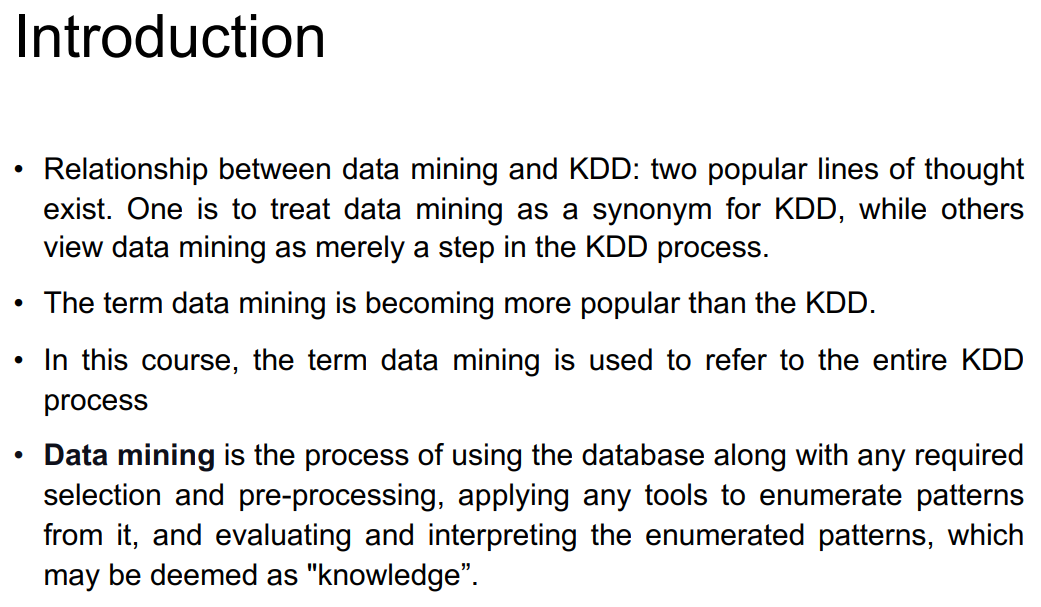 Introduction
• Relationship between data mining and KDD: two popular lines of thought
exist. One is to treat data mining as a synonym for KDD, while others
view data mining as merely a step in the KDD process.
• The term data mining is becoming more popular than the KDD.
• In this course, the term data mining is used to refer to the entire KDD
process
• Data mining is the process of using the database along with any required
selection and pre-processing, applying any tools to enumerate patterns
from it, and evaluating and interpreting the enumerated patterns, which
may be deemed as "knowledge”.